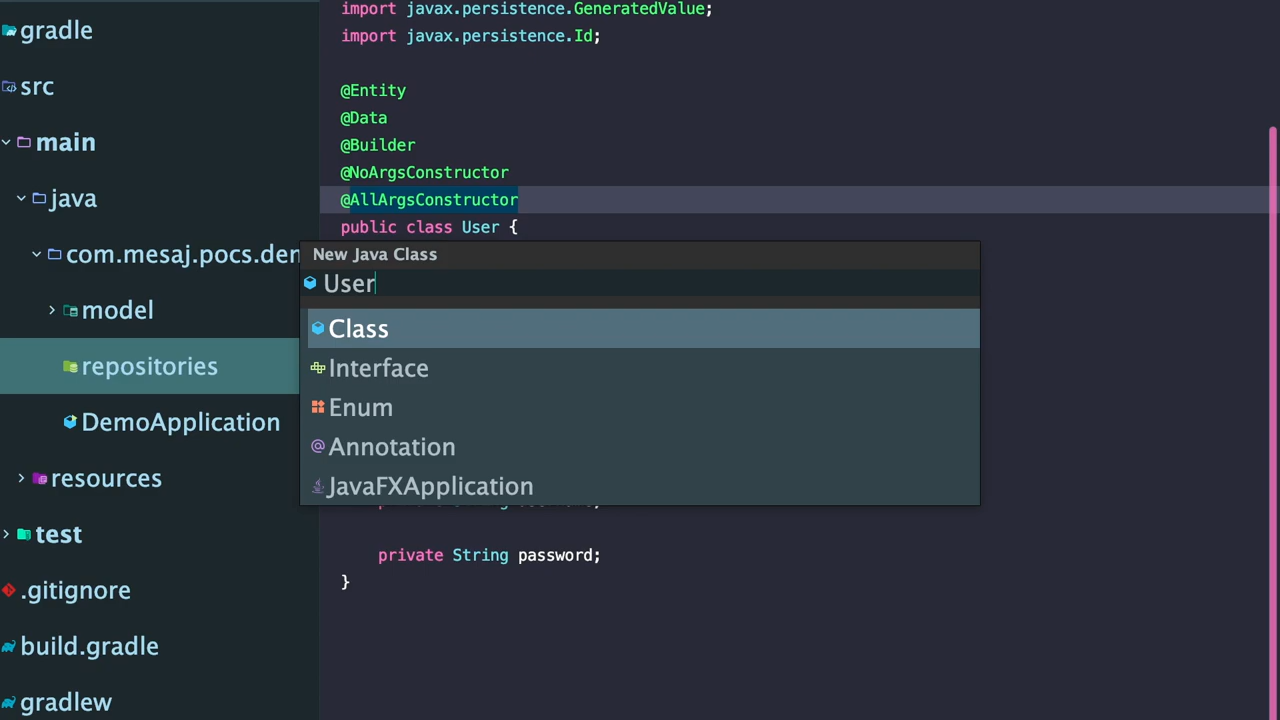 gradle
src
main
java
com.mesaj.pocs.den
model
repositories
DemoApplication
resources
test
.gitignore
build.gradle
gradlew
import javax.persistence.GeneratedValue;
import javax.persistence.Id;
@Entity
@Data
@Builder
@NoArgsConstructor
@AllArgsConstructor
public class User {
New Java Class
User
Class
Interface
Enum
@ Annotation
JavaFXApplication
private String password;
}